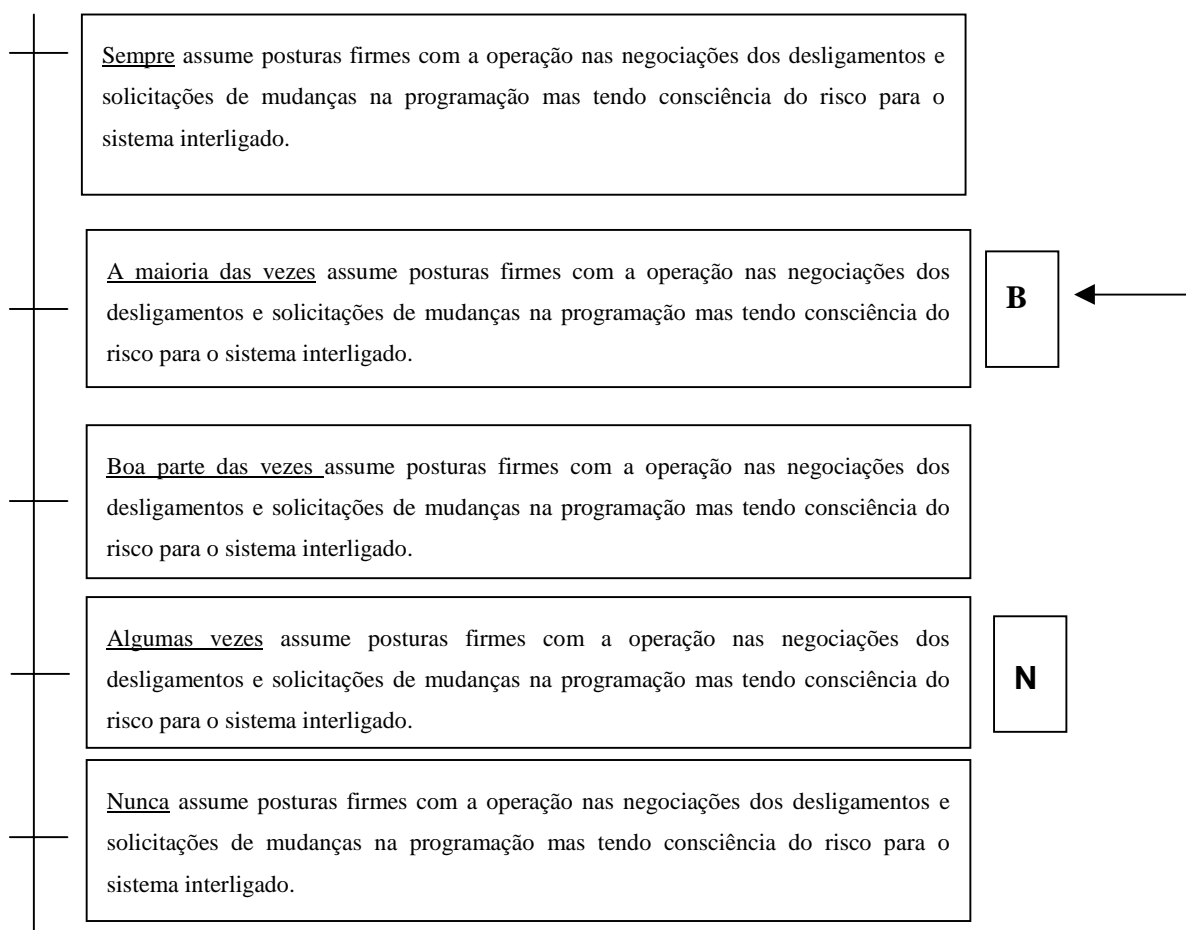 Sempre assume posturas firmes com a operação nas negociações dos desligamentos e
solicitações de mudanças na programação mas tendo consciência do risco para o
sistema interligado.
A maioria das vezes assume posturas firmes com a operação nas negociações dos
desligamentos e solicitações de mudanças na programação mas tendo consciência do
risco para o sistema interligado.
B
Boa parte das vezes assume posturas firmes com a operação nas negociações dos
desligamentos e solicitações de mudanças na programação mas tendo consciência do
risco para o sistema interligado.
Algumas vezes assume posturas firmes com a operação nas negociações dos
desligamentos e solicitações de mudanças na programação mas tendo consciência do
risco para o sistema interligado.
N
Nunca assume posturas firmes com a operação nas negociações dos desligamentos e
solicitações de mudanças na programação mas tendo consciência do risco para o
sistema interligado.